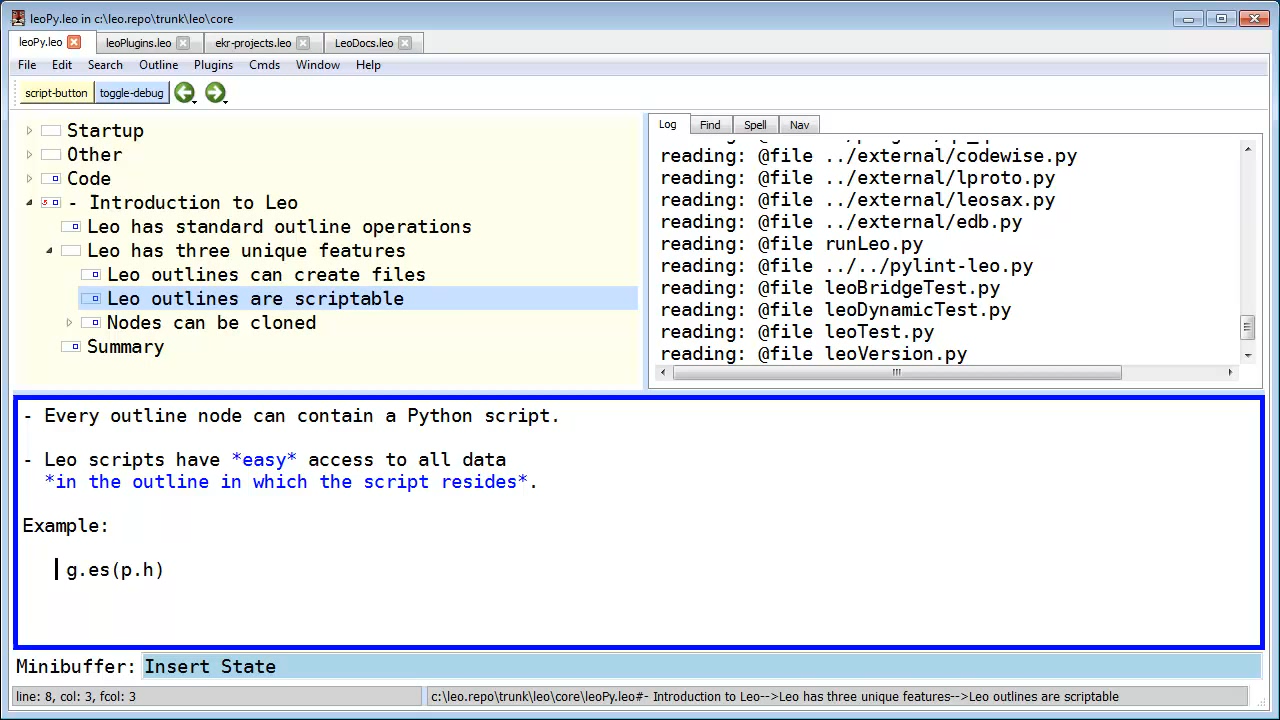 leoPy.leo in c:\leo.repo\trunk\leo\core
leoPy.leo leoPlugins.leo ekr-projects.leo LeoDocs.leo
File Edit Search Outline Plugins Cmds Window Help
script-button toggle-debug
Startup
Other
Code
- Introduction to Leo
Leo has standard outline operations
Leo has three unique features
Leo outlines can create files
Leo outlines are scriptable
Nodes can be cloned
Summary
Log Find Spell Nav
reading: @file ../external/codewise.py
reading: @file ../external/lproto.py
reading: @file ../external/leosax.py
reading: @file ../external/edb.py
reading: @file runLeo.py
reading: @file ../../pylint-leo.py
reading: @file leoBridgeTest.py
reading: @file leoDynamicTest.py
reading: @file leoTest.py
reading: @file leoVersion.py
- Every outline node can contain a Python script.
- Leo scripts have *easy* access to all data
*in the outline in which the script resides*.
Example:
g.es(p.h)
Minibuffer: Insert State
line: 8, col: 3, fcol: 3
c:\leo.repo\trunk\leo\core\leoPy.leo#- Introduction to Leo-->Leo has three unique features-->Leo outlines are scriptable